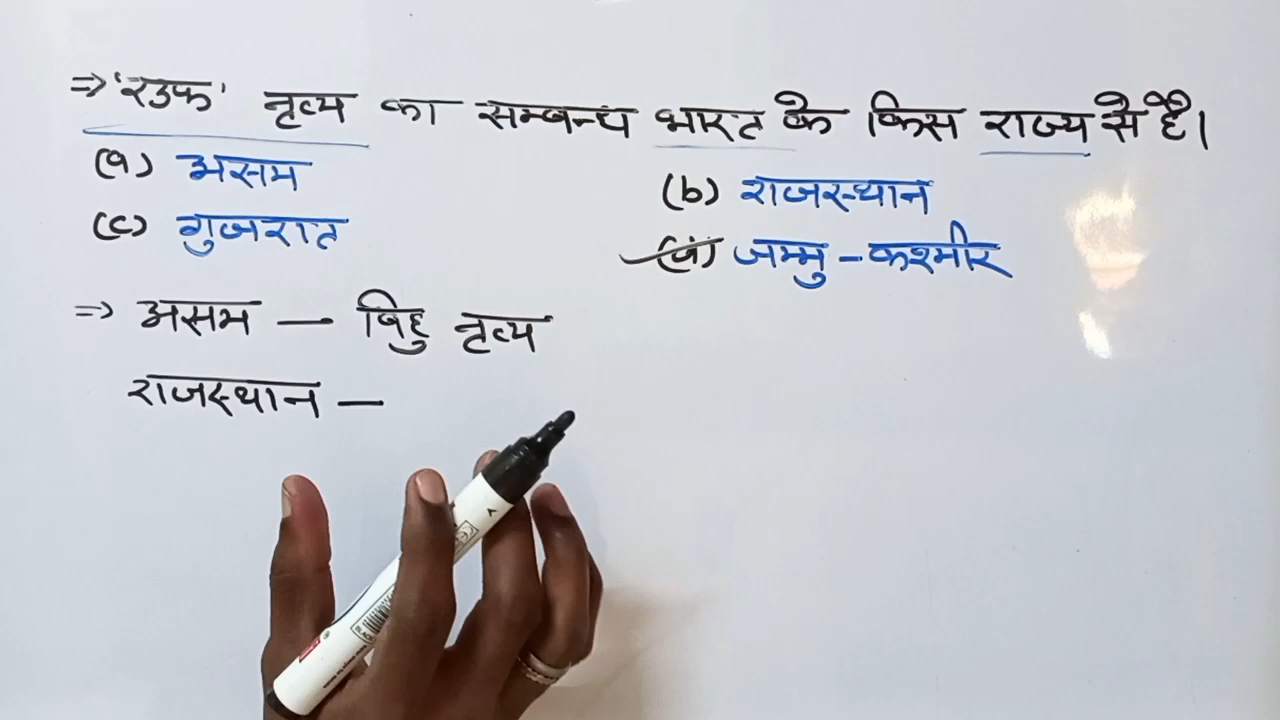 ⇒ 'रउफ' नृत्य का सम्बन्ध भारत के किस राज्य से है।
(a) असम (b) राजस्थान
(c) गुजरात (d) जम्मु - कश्मीर
⇒ असम — बिहु नृत्य
राजस्थान —